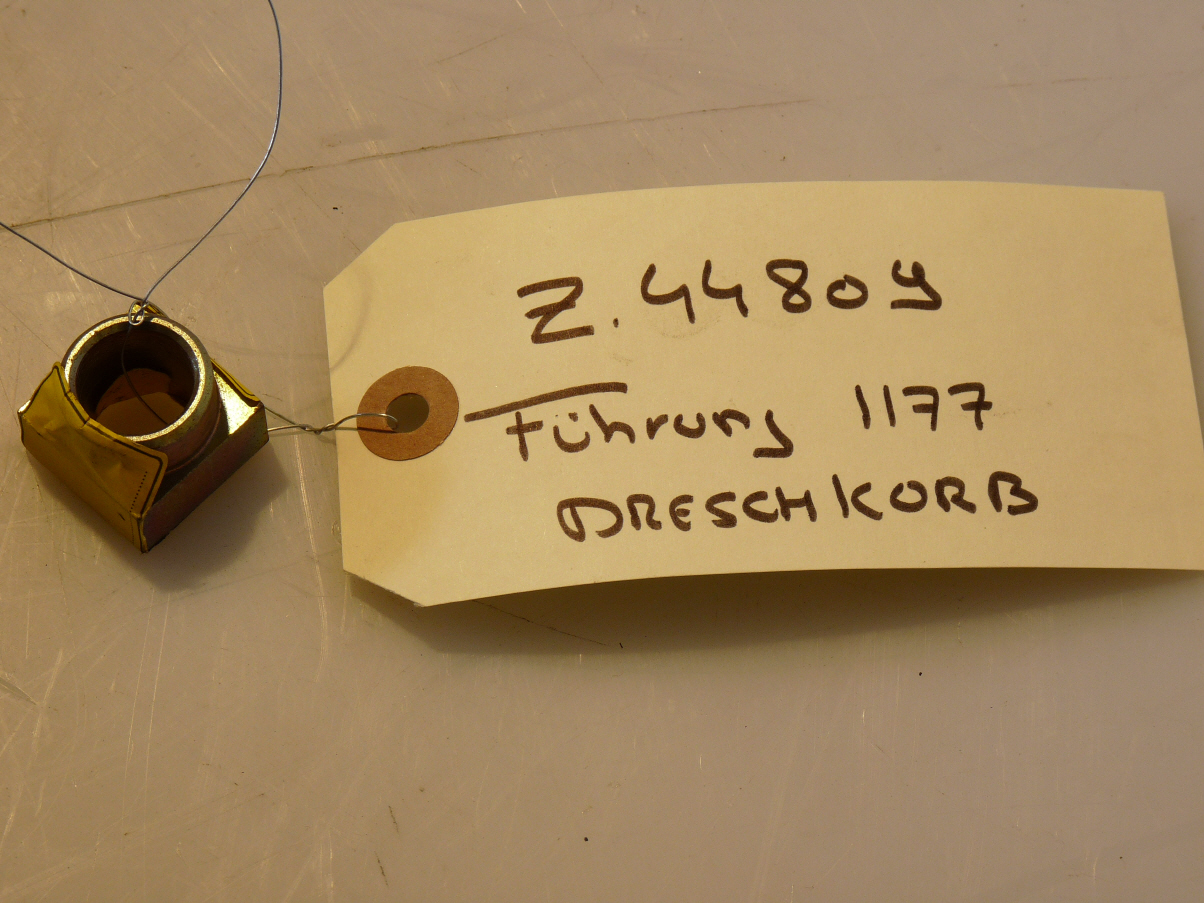 Z.44809
Führung 1177
DRESCHKORB